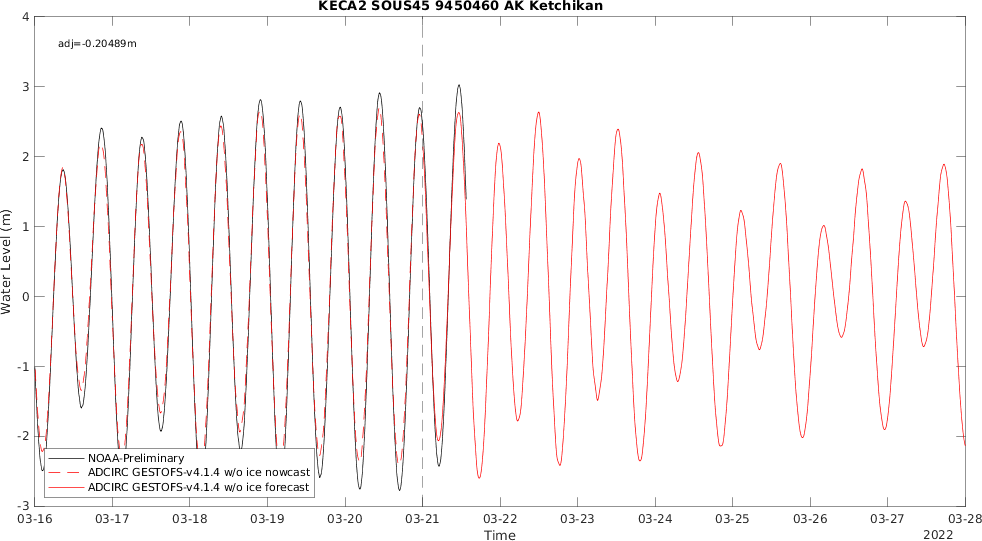 KECA2 SOUS45 9450460 AK Ketchikan
4
adj=-0.20489m
3
2
1
0
-1
-2
-3
Water Level (m)
NOAA-Preliminary
ADCIRC GESTOFS-v4.1.4 w/o ice nowcast
ADCIRC GESTOFS-v4.1.4 w/o ice forecast
03-16 03-17 03-18 03-19 03-20 03-21 03-22 03-23 03-24 03-25 03-26 03-27 03-28
Time
2022